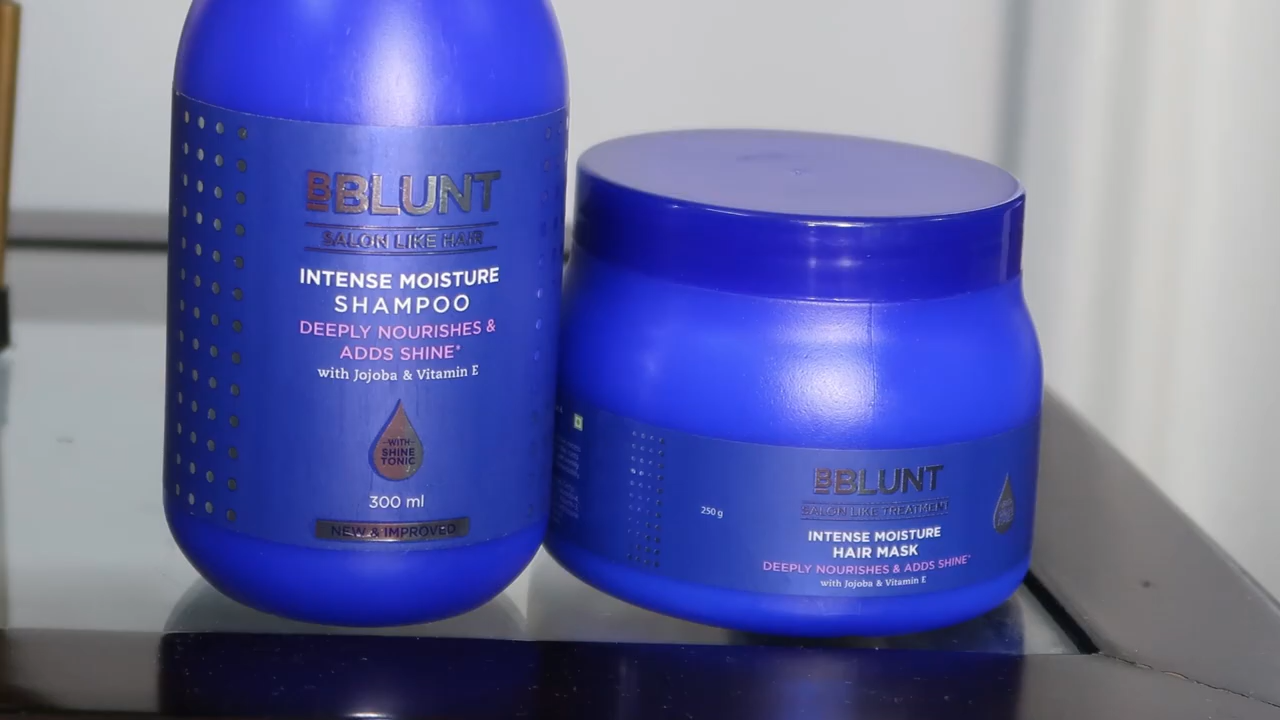 BBLUNT
SALON LIKE HAIR
INTENSE MOISTURE
SHAMPOO
DEEPLY NOURISHES &
ADDS SHINE*
with Jojoba & Vitamin E
WITH
SHINE
TONIC
300 ml
NEW & IMPROVED
250 g
BBLUNT
SALON LIKE TREATMENT
INTENSE MOISTURE
HAIR MASK
DEEPLY NOURISHES & ADDS SHINE*
with Jojoba & Vitamin E